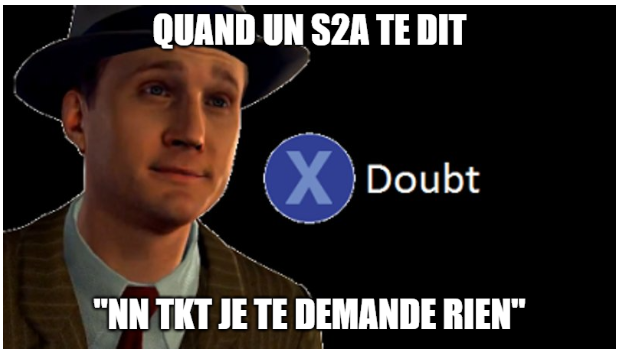 QUAND UN S2A TE DIT
X Doubt
"NN TKT JE TE DEMANDE RIEN"